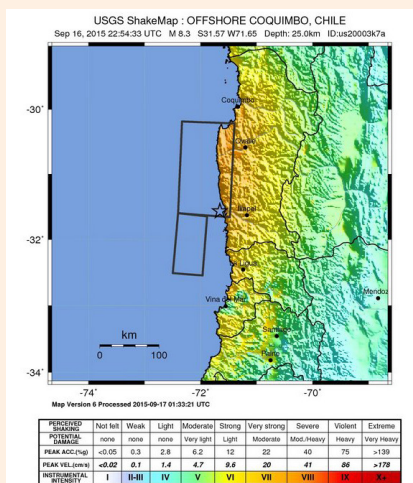 USGS ShakeMap : OFFSHORE COQUIMBO, CHILE
Sep 16, 2015 22:54:33 UTC M 8.3 S31.57 W71.65 Depth: 25.0km ID:us20003k7a
-30°
-32°
-34°
Coquimbo
Ovalle
Illapel
La Ligua
Vina del Mar
Santiago
Paine
Mendoz
km
0 100
-74° -72° -70°
Map Version 6 Processed 2015-09-17 01:33:21 UTC
PERCEIVED SHAKING Not felt Weak Light Moderate Strong Very strong Severe Violent Extreme
POTENTIAL DAMAGE none none none Very light Light Moderate Mod./Heavy Heavy Very Heavy
PEAK ACC.(%g) <0.05 0.3 2.8 6.2 12 22 40 75 >139
PEAK VEL.(cm/s) <0.02 0.1 1.4 4.7 9.6 20 41 86 >178
INSTRUMENTAL INTENSITY I II-III IV V VI VII VIII IX X+